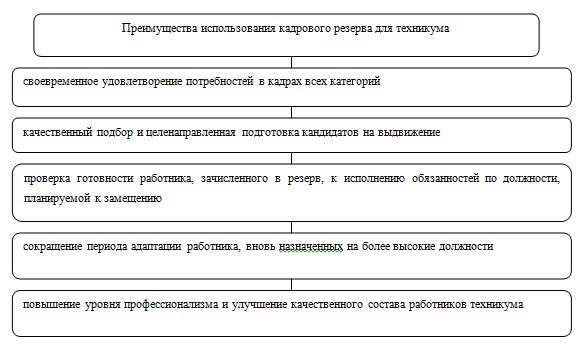 Преимущества использования кадрового резерва для техникума
своевременное удовлетворение потребностей в кадрах всех категорий
качественный подбор и целенаправленная подготовка кандидатов на выдвижение
проверка готовности работника, зачисленного в резерв, к исполнению обязанностей по должности,
планируемой к замещению
сокращение периода адаптации работника, вновь назначенных на более высокие должности
повышение уровня профессионализма и улучшение качественного состава работников техникума